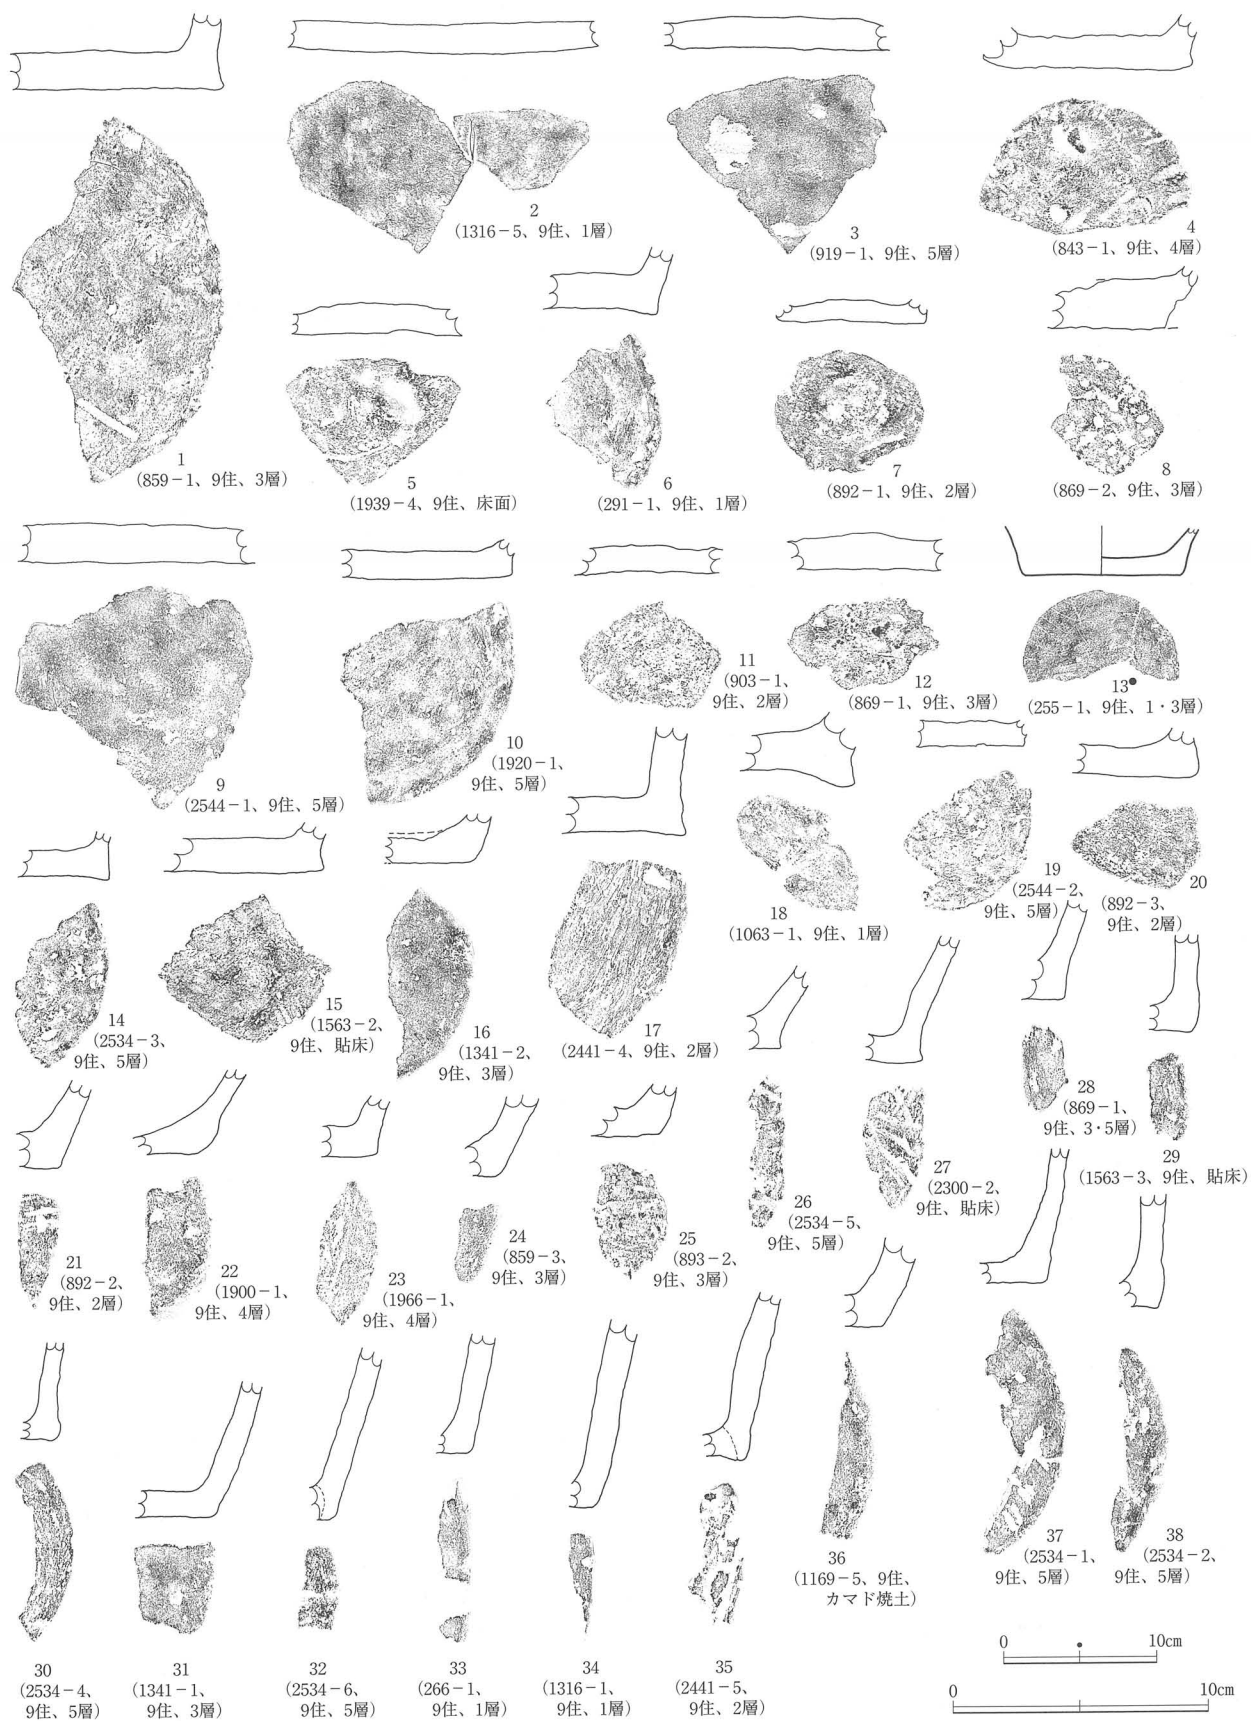 1
(859-1、9住、3層)
2
(1316-5、9住、1層)
3
(919-1、9住、5層)
4
(843-1、9住、4層)
5
(1939-4、9住、床面)
6
(291-1、9住、1層)
7
(892-1、9住、2層)
8
(869-2、9住、3層)
9
(2544-1、9住、5層)
10
(1920-1、
9住、5層)
11
(903-1、
9住、2層)
12
(869-1、9住、3層)
13●
(255-1、9住、1・3層)
14
(2534-3、
9住、5層)
15
(1563-2、
9住、貼床)
16
(1341-2、
9住、3層)
17
(2441-4、9住、2層)
18
(1063-1、9住、1層)
19
(2544-2、
9住、5層)
20
(892-3、
9住、2層)
21
(892-2、
9住、2層)
22
(1900-1、
9住、4層)
23
(1966-1、
9住、4層)
24
(859-3、
9住、3層)
25
(893-2、
9住、3層)
26
(2534-5、
9住、5層)
27
(2300-2、
9住、貼床)
28
(869-1、
9住、3・5層)
29
(1563-3、9住、貼床)
30
(2534-4、
9住、5層)
31
(1341-1、
9住、3層)
32
(2534-6、
9住、5層)
33
(266-1、
9住、1層)
34
(1316-1、
9住、1層)
35
(2441-5、
9住、2層)
36
(1169-5、9住、
カマド焼土)
37
(2534-1、
9住、5層)
38
(2534-2、
9住、5層)
0 ● 10cm
0 10cm